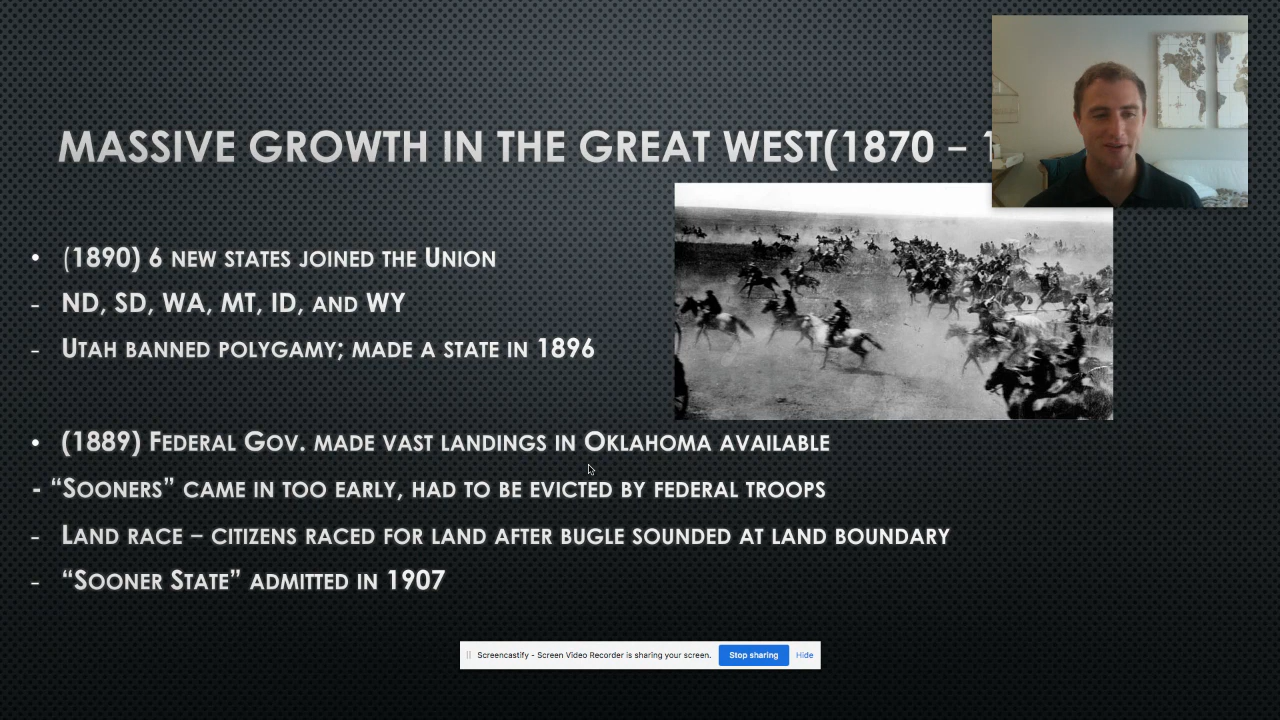 MASSIVE GROWTH IN THE GREAT WEST(1870 –
• (1890) 6 NEW STATES JOINED THE UNION
- ND, SD, WA, MT, ID, AND WY
- UTAH BANNED POLYGAMY; MADE A STATE IN 1896
• (1889) FEDERAL GOV. MADE VAST LANDINGS IN OKLAHOMA AVAILABLE
- “SOONERS” CAME IN TOO EARLY, HAD TO BE EVICTED BY FEDERAL TROOPS
- LAND RACE – CITIZENS RACED FOR LAND AFTER BUGLE SOUNDED AT LAND BOUNDARY
- “SOONER STATE” ADMITTED IN 1907
Screencastify - Screen Video Recorder is sharing your screen. Stop sharing Hide